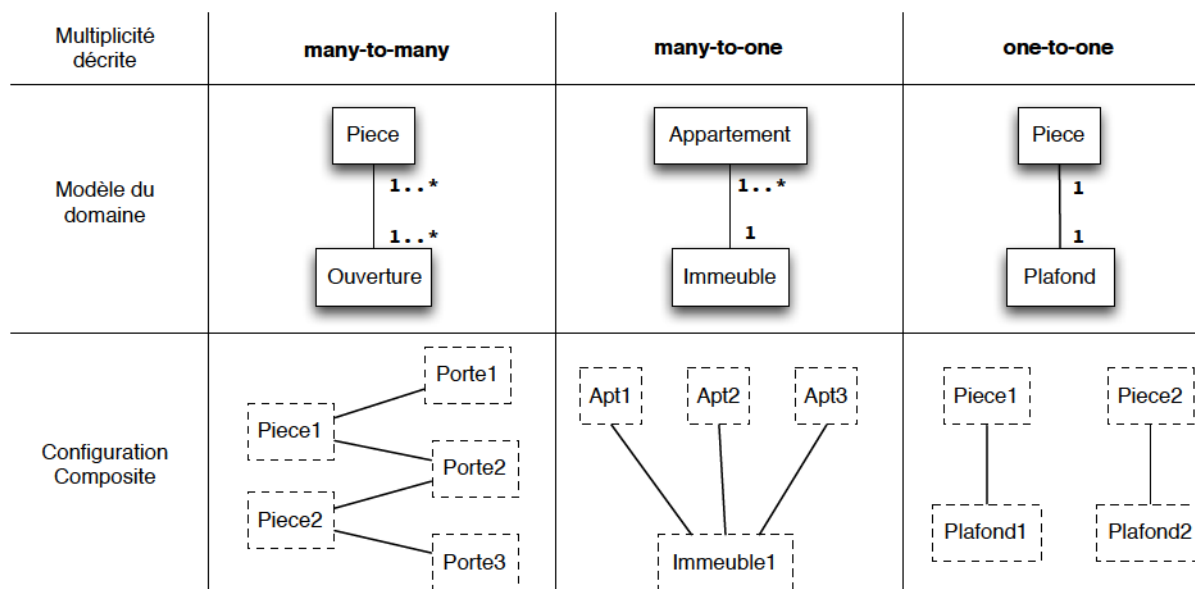 Multiplicité
décrite
many-to-many
many-to-one
one-to-one
Modèle du
domaine
Piece
1..*
1..*
Ouverture
Appartement
1..*
1
Immeuble
Piece
1
1
Plafond
Configuration
Composite
Porte1
Piece1
Porte2
Piece2
Porte3
Apt1
Apt2
Apt3
Immeuble1
Piece1
Piece2
Plafond1
Plafond2